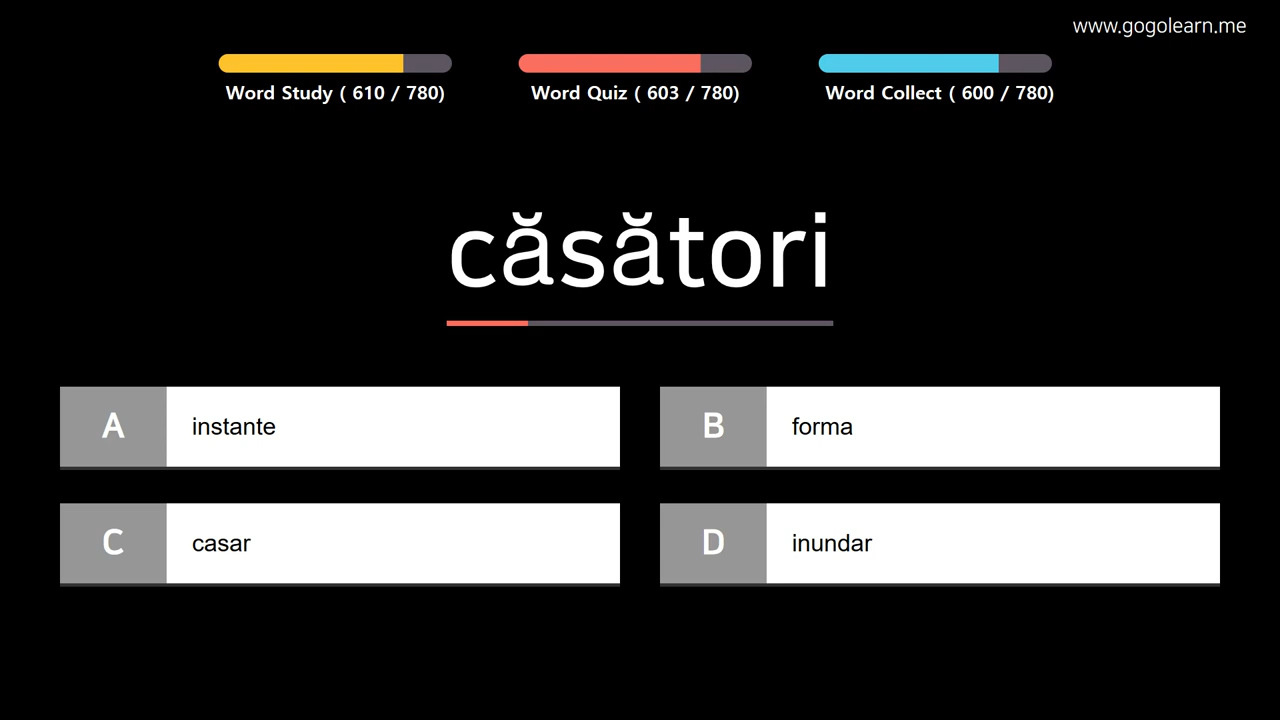 www.gogolearn.me
Word Study ( 610 / 780)
Word Quiz ( 603 / 780)
Word Collect ( 600 / 780)
căsători
A instante
B forma
C casar
D inundar